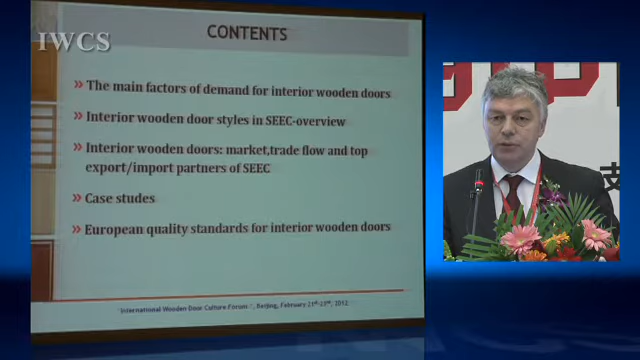 IWCS
CONTENTS
» The main factors of demand for interior wooden doors
» Interior wooden door styles in SEEC-overview
» Interior wooden doors: market,trade flow and top
export/import partners of SEEC
» Case studes
» European quality standards for interior wooden doors
"International Wooden Door Culture Forum", Beijing, February 21st-23rd, 2012